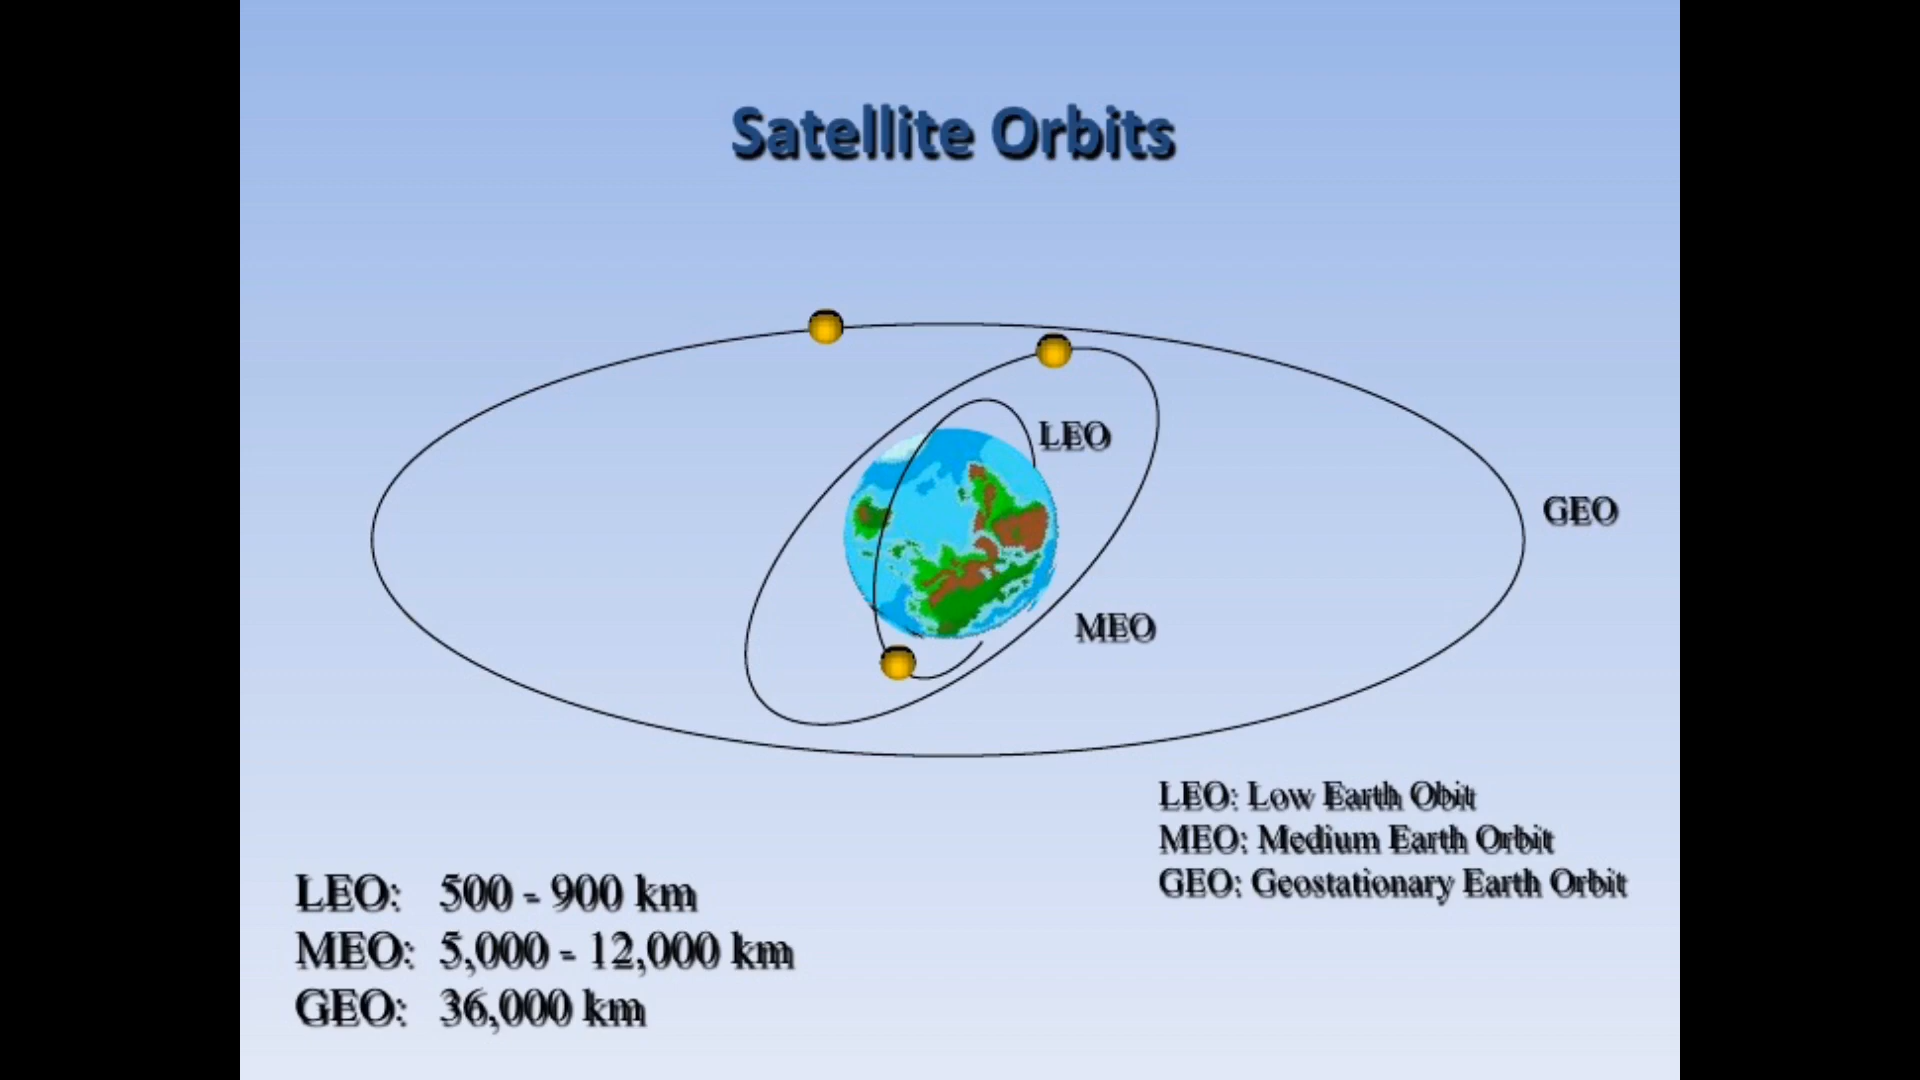 Satellite Orbits
LEO
GEO
MEO
LEO: Low Earth Obit
MEO: Medium Earth Orbit
GEO: Geostationary Earth Orbit
LEO: 500 - 900 km
MEO: 5,000 - 12,000 km
GEO: 36,000 km